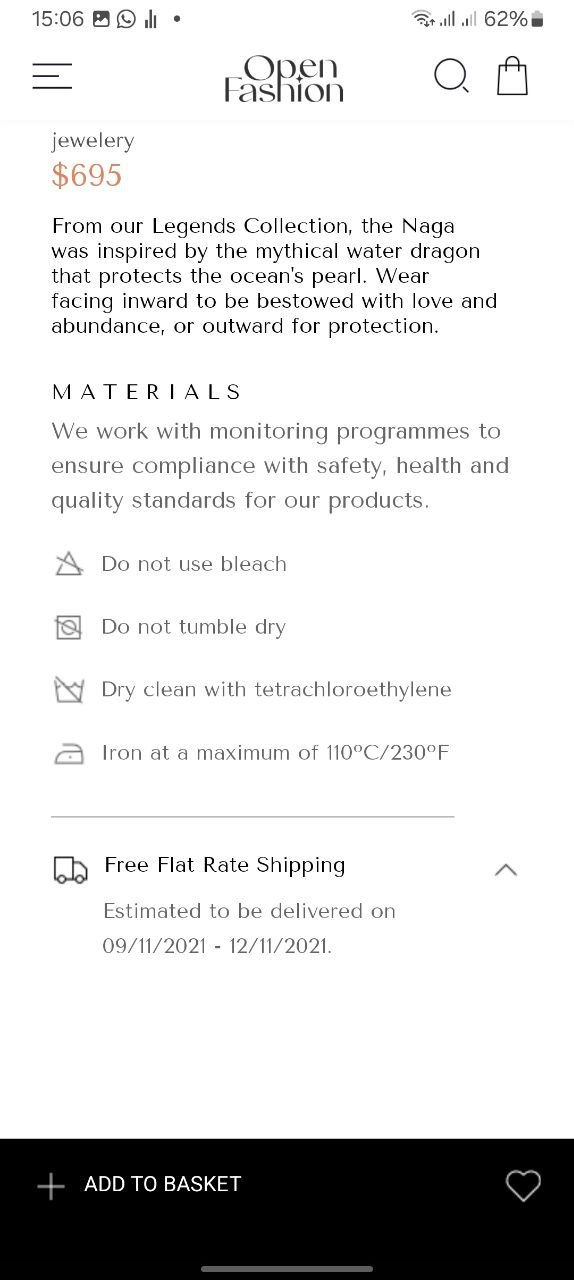 15:06
62%
Open
Fashion
jewelery
$695
From our Legends Collection, the Naga
was inspired by the mythical water dragon
that protects the ocean's pearl. Wear
facing inward to be bestowed with love and
abundance, or outward for protection.
MATERIALS
We work with monitoring programmes to
ensure compliance with safety, health and
quality standards for our products.
Do not use bleach
Do not tumble dry
Dry clean with tetrachloroethylene
Iron at a maximum of 110ºC/230ºF
Free Flat Rate Shipping
Estimated to be delivered on
09/11/2021 - 12/11/2021.
ADD TO BASKET